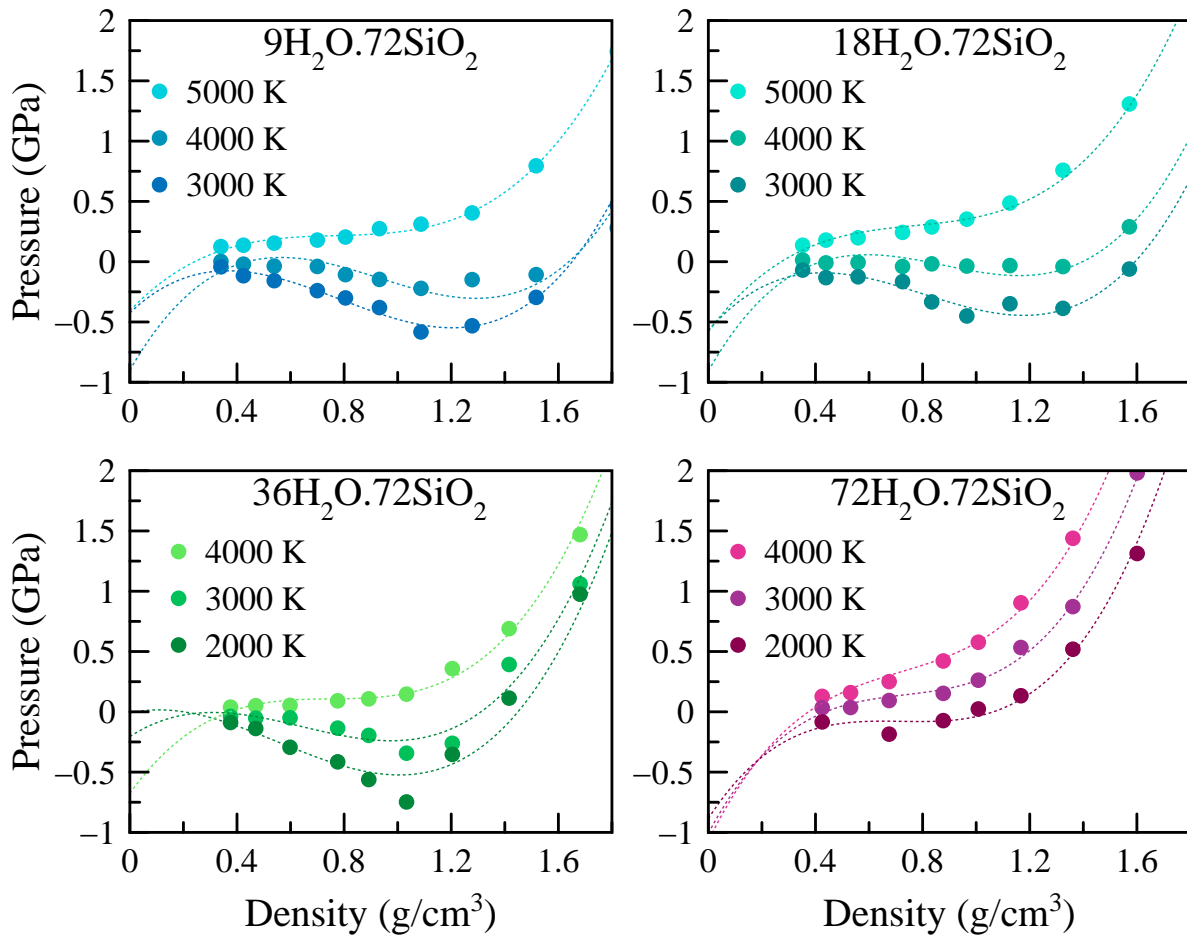 9H₂O.72SiO₂
5000 K
4000 K
3000 K
Pressure (GPa)
2
1.5
1
0.5
0
−0.5
−1
0 0.4 0.8 1.2 1.6
18H₂O.72SiO₂
5000 K
4000 K
3000 K
2
1.5
1
0.5
0
−0.5
−1
0 0.4 0.8 1.2 1.6
36H₂O.72SiO₂
4000 K
3000 K
2000 K
Pressure (GPa)
2
1.5
1
0.5
0
−0.5
−1
0 0.4 0.8 1.2 1.6
Density (g/cm³)
72H₂O.72SiO₂
4000 K
3000 K
2000 K
2
1.5
1
0.5
0
−0.5
−1
0 0.4 0.8 1.2 1.6
Density (g/cm³)